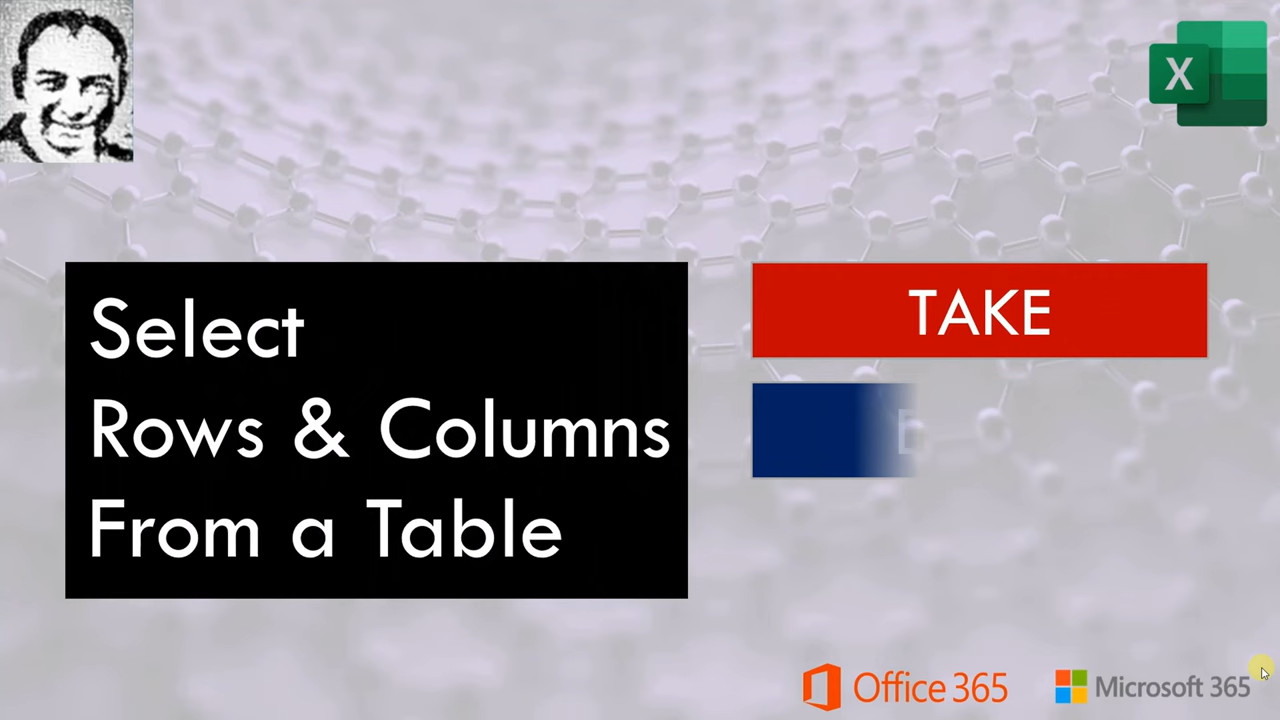 X
Select
Rows & Columns
From a Table
TAKE
Office 365
Microsoft 365